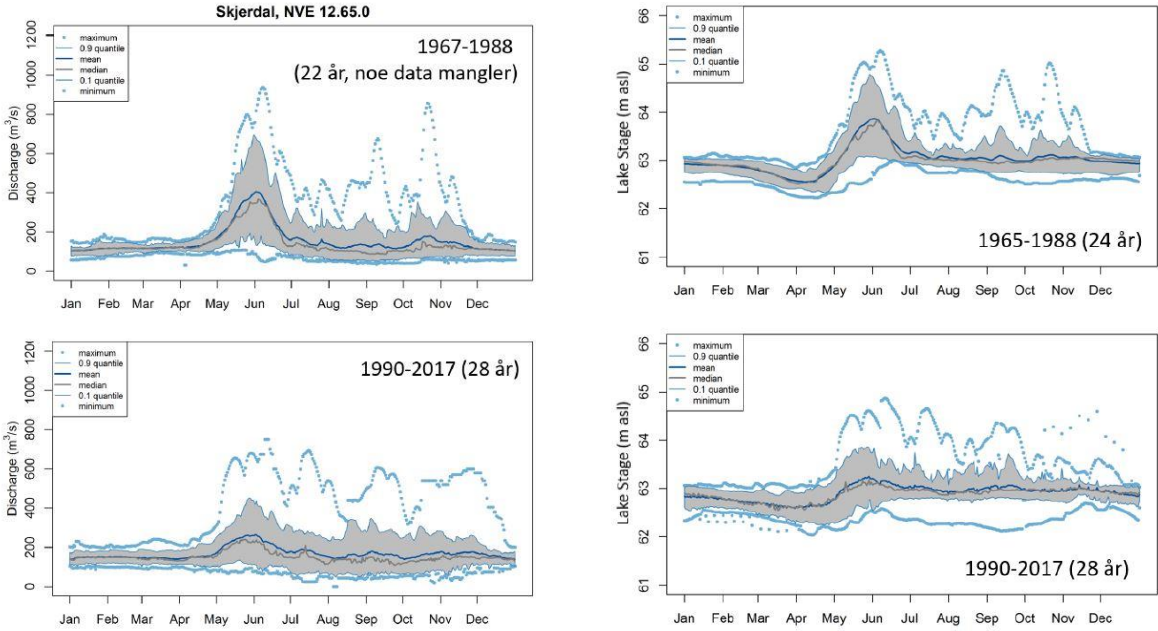 Skjerdal, NVE 12.65.0
maximum
0.9 quantile
mean
median
0.1 quantile
minimum
1967-1988
(22 år, noe data mangler)
Discharge (m³/s)
0 200 400 600 800 1000 1200
Jan Feb Mar Apr May Jun Jul Aug Sep Oct Nov Dec
maximum
0.9 quantile
mean
median
0.1 quantile
minimum
Lake Stage (m asl)
61 62 63 64 65 66
1965-1988 (24 år)
Jan Feb Mar Apr May Jun Jul Aug Sep Oct Nov Dec
maximum
0.9 quantile
mean
median
0.1 quantile
minimum
1990-2017 (28 år)
Discharge (m³/s)
0 200 400 600 800 1000
Jan Feb Mar Apr May Jun Jul Aug Sep Oct Nov Dec
maximum
0.9 quantile
mean
median
0.1 quantile
minimum
Lake Stage (m asl)
61 62 63 64 65 66
1990-2017 (28 år)
Jan Feb Mar Apr May Jun Jul Aug Sep Oct Nov Dec